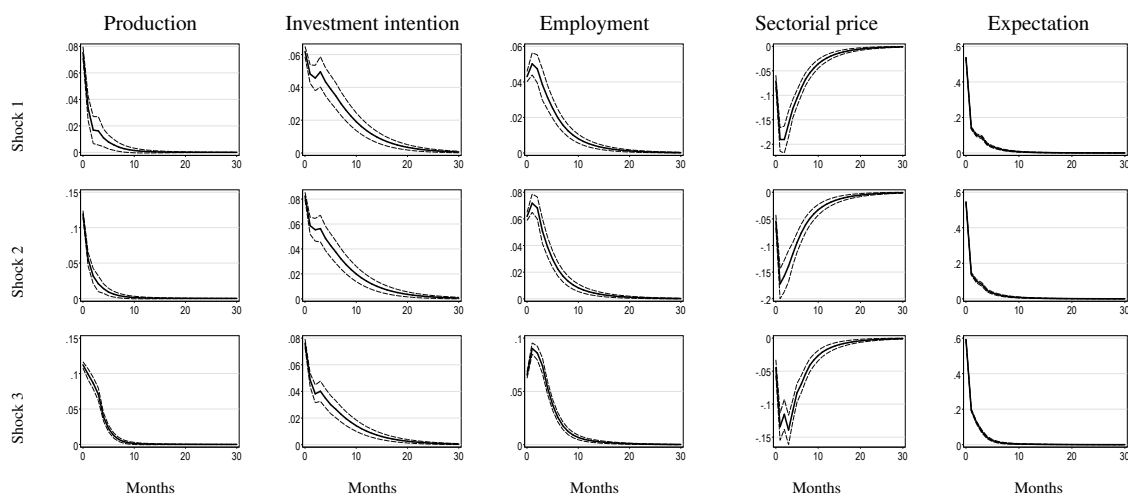 Production Investment intention Employment Sectorial price Expectation
Shock 1
.08 .06 .04 .02 0
0 10 20 30
.06 .04 .02 0
0 10 20 30
.06 .04 .02 0
0 10 20 30
0 -.05 -.1 -.15 -.2
0 10 20 30
.6 .4 .2 0
0 10 20 30
Shock 2
.15 .1 .05 0
0 10 20 30
.08 .06 .04 .02 0
0 10 20 30
.08 .06 .04 .02 0
0 10 20 30
0 -.05 -.1 -.15 -.2
0 10 20 30
.6 .4 .2 0
0 10 20 30
Shock 3
.15 .1 .05 0
0 10 20 30
.08 .06 .04 .02 0
0 10 20 30
.1 .05 0
0 10 20 30
0 -.05 -.1 -.15
0 10 20 30
.6 .4 .2 0
0 10 20 30
Months Months Months Months Months